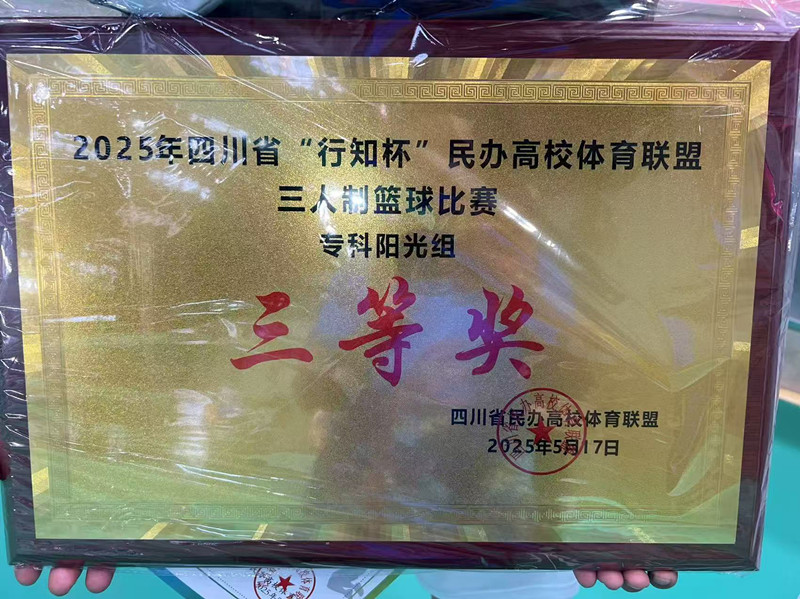 2025年四川省“行知杯”民办高校体育联盟
三人制篮球比赛
专科阳光组
三等奖
四川省民办高校体育联盟
2025年5月17日